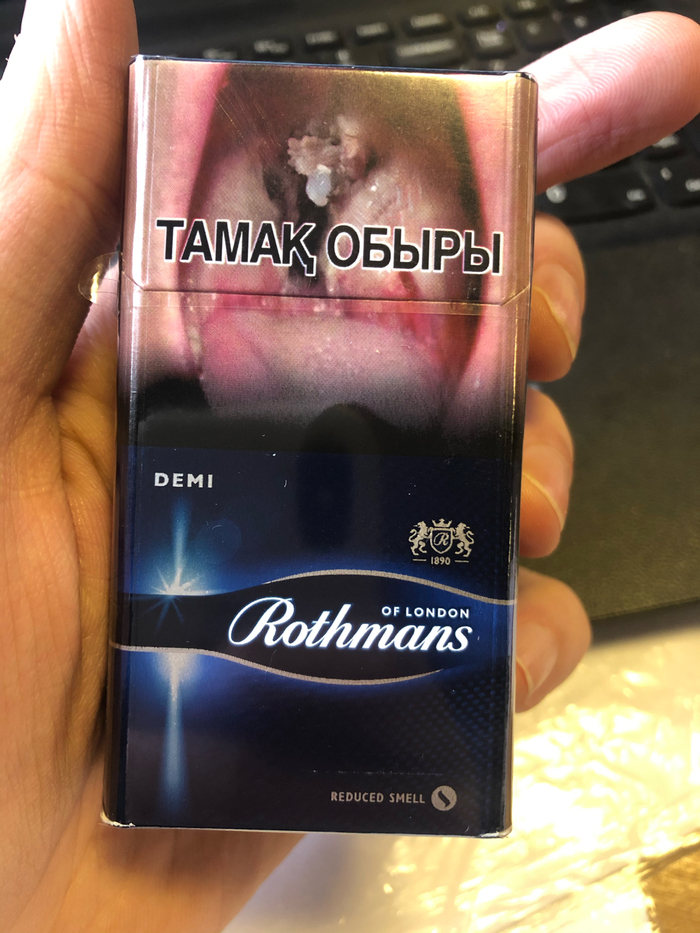 ТАМАҚ ОБЫРЫ
DEMI
R
1890
OF LONDON
Rothmans
REDUCED SMELL